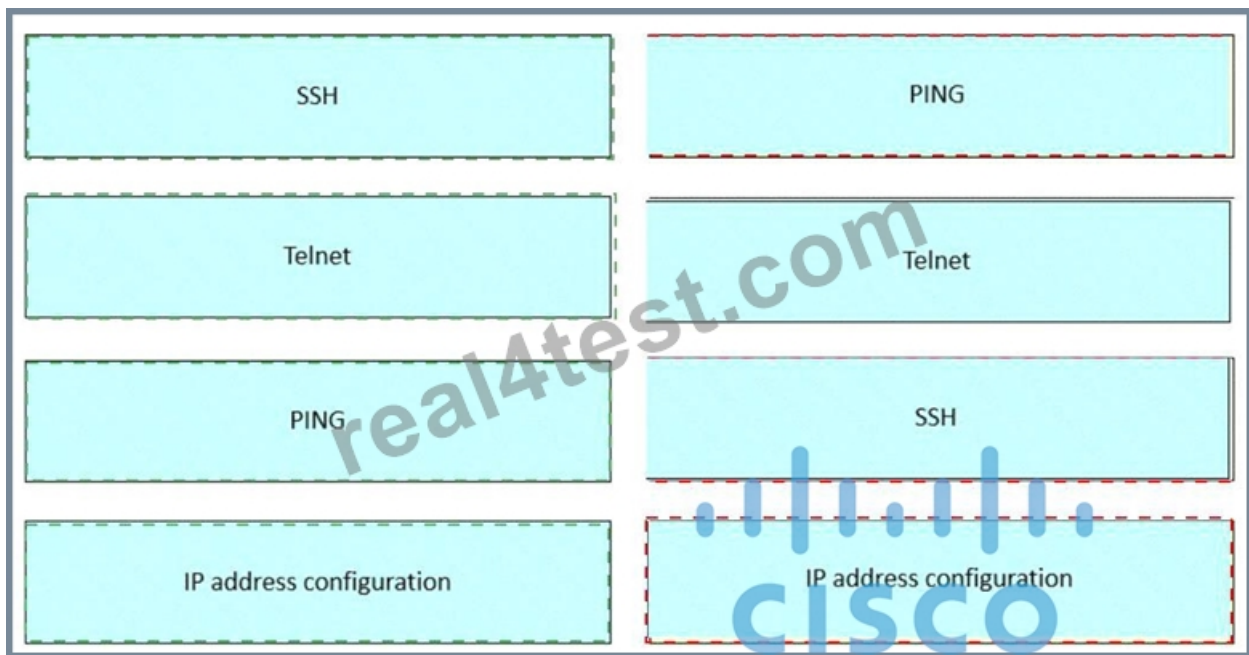 SSH
PING
Telnet
Telnet
PING
SSH
IP address configuration
IP address configuration
real4test.com
CISCO